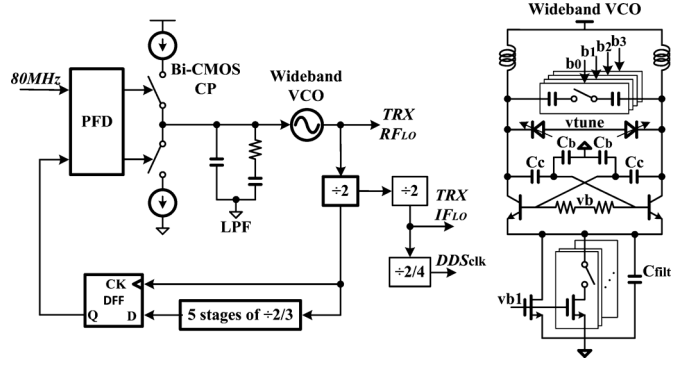 80MHz
PFD
Bi-CMOS
CP
Wideband
VCO
TRX
RFLO
LPF
÷2
÷2
TRX
IFLO
÷2/4
DDSclk
CK
DFF
Q
D
5 stages of ÷2/3
Wideband VCO
b0
b1
b2
b3
vtune
Cb
Cb
Cc
Cc
vb
vb1
Cfilt